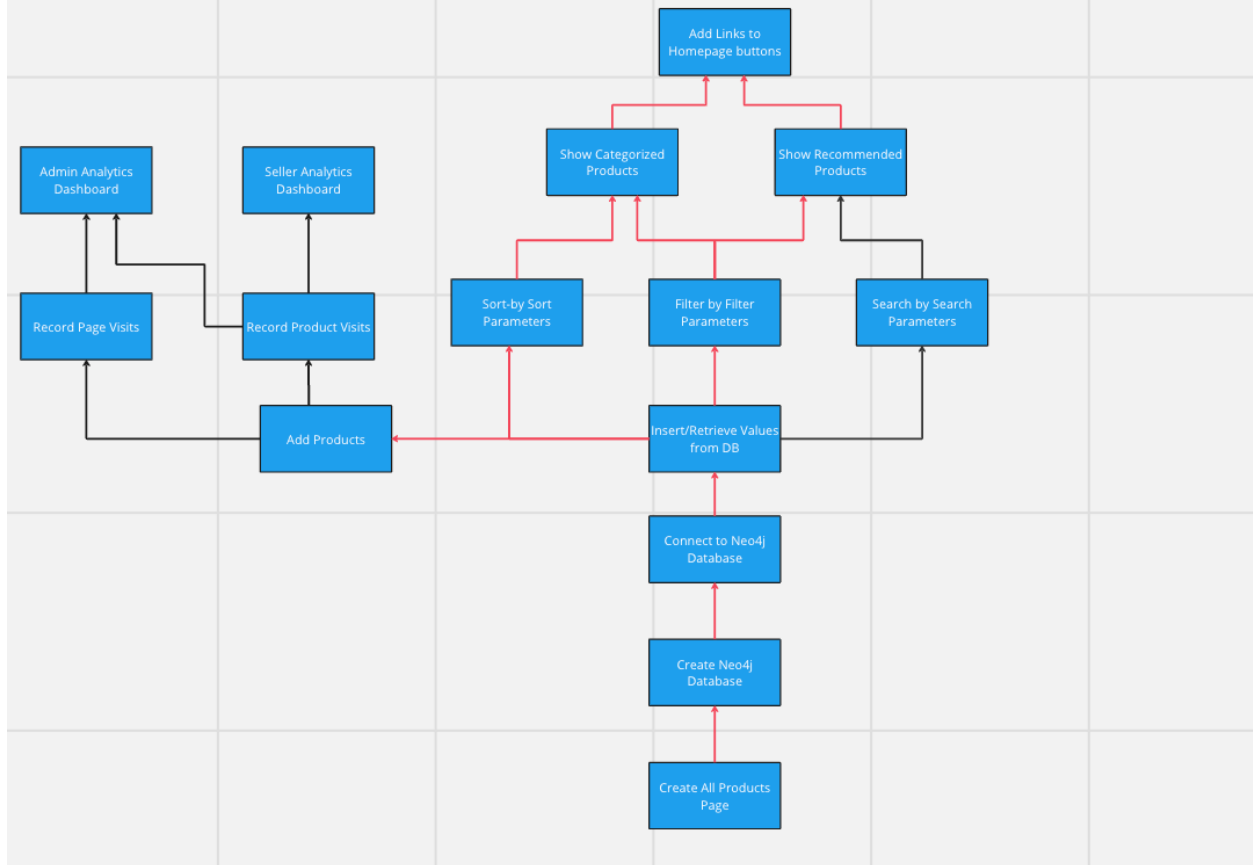 Add Links to
Homepage buttons
Show Categorized
Products
Show Recommended
Products
Admin Analytics
Dashboard
Seller Analytics
Dashboard
Sort-by Sort
Parameters
Filter by Filter
Parameters
Search by Search
Parameters
Record Page Visits
Record Product Visits
Add Products
Insert/Retrieve Values
from DB
Connect to Neo4j
Database
Create Neo4j
Database
Create All Products
Page